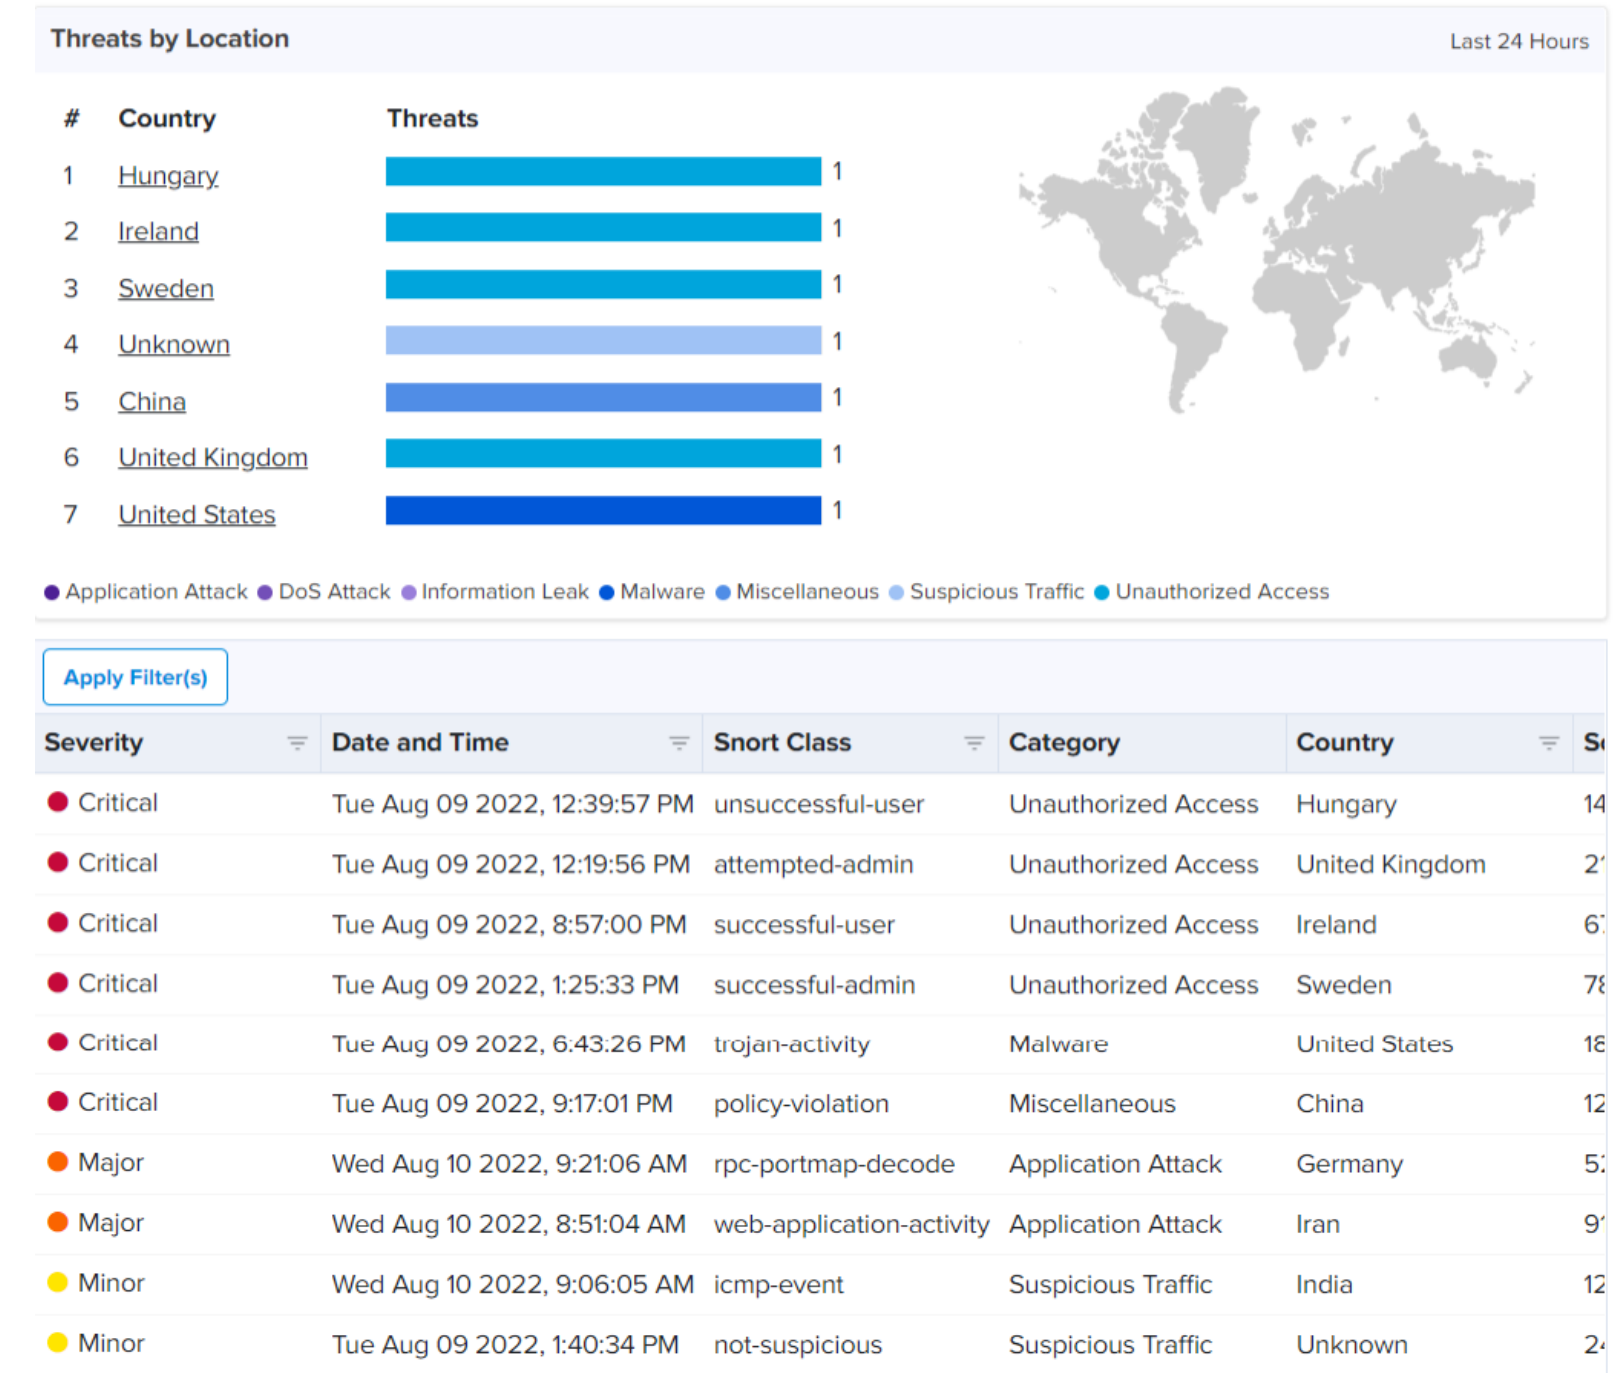 Threats by Location Last 24 Hours
# Country Threats
1 Hungary 1
2 Ireland 1
3 Sweden 1
4 Unknown 1
5 China 1
6 United Kingdom 1
7 United States 1
Application Attack DoS Attack Information Leak Malware Miscellaneous Suspicious Traffic Unauthorized Access
Apply Filter(s)
Severity Date and Time Snort Class Category Country
Critical Tue Aug 09 2022, 12:39:57 PM unsuccessful-user Unauthorized Access Hungary 14
Critical Tue Aug 09 2022, 12:19:56 PM attempted-admin Unauthorized Access United Kingdom
Critical Tue Aug 09 2022, 8:57:00 PM successful-user Unauthorized Access Ireland
Critical Tue Aug 09 2022, 1:25:33 PM successful-admin Unauthorized Access Sweden
Critical Tue Aug 09 2022, 6:43:26 PM trojan-activity Malware United States 18
Critical Tue Aug 09 2022, 9:17:01 PM policy-violation Miscellaneous China 12
Major Wed Aug 10 2022, 9:21:06 AM rpc-portmap-decode Application Attack Germany
Major Wed Aug 10 2022, 8:51:04 AM web-application-activity Application Attack Iran
Minor Wed Aug 10 2022, 9:06:05 AM icmp-event Suspicious Traffic India 12
Minor Tue Aug 09 2022, 1:40:34 PM not-suspicious Suspicious Traffic Unknown